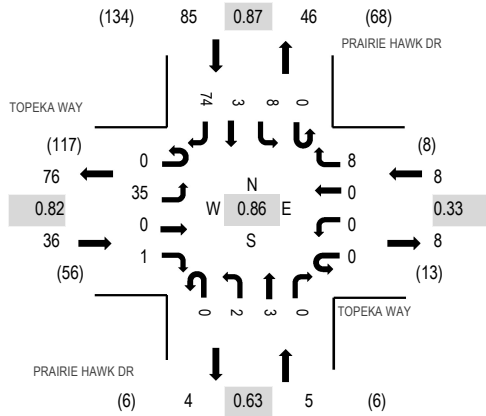 (134) 85 0.87 46 (68)
PRAIRIE HAWK DR
74 3 8 0
TOPEKA WAY
(117)
76
0.82
36
(56)
0
35
0
1
N
W 0.86 E
S
8
0
0
0
(8)
8
0.33
8
(13)
0 2 3 0
TOPEKA WAY
PRAIRIE HAWK DR
(6) 4 0.63 5 (6)